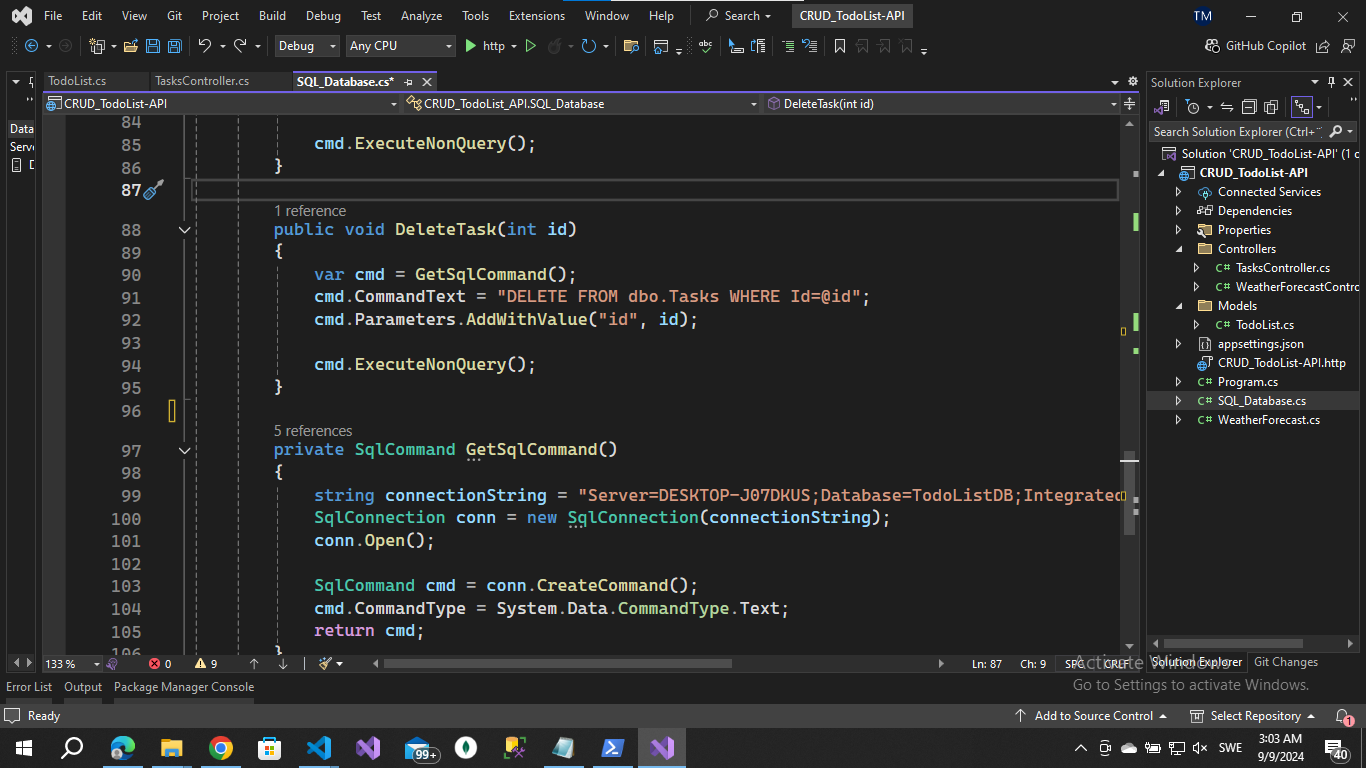 File Edit View Git Project Build Debug Test Analyze Tools Extensions Window Help Search CRUD_TodoList-API TM
Debug Any CPU http GitHub Copilot
TodoList.cs TasksController.cs SQL_Database.cs*
CRUD_TodoList-API CRUD_TodoList_API.SQL_Database DeleteTask(int id)
Data
Serve
84
85 cmd.ExecuteNonQuery();
86 }
87
1 reference
88 public void DeleteTask(int id)
89 {
90 var cmd = GetSqlCommand();
91 cmd.CommandText = "DELETE FROM dbo.Tasks WHERE Id=@id";
92 cmd.Parameters.AddWithValue("id", id);
93
94 cmd.ExecuteNonQuery();
95 }
96
5 references
97 private SqlCommand GetSqlCommand()
98 {
99 string connectionString = "Server=DESKTOP-J07DKUS;Database=TodoListDB;Integrated
100 SqlConnection conn = new SqlConnection(connectionString);
101 conn.Open();
102
103 SqlCommand cmd = conn.CreateCommand();
104 cmd.CommandType = System.Data.CommandType.Text;
105 return cmd;
106 }
133 % 0 9 Ln: 87 Ch: 9 SPC CRLF
Solution Explorer
Search Solution Explorer (Ctrl+
Solution 'CRUD_TodoList-API' (1 o
CRUD_TodoList-API
Connected Services
Dependencies
Properties
Controllers
C# TasksController.cs
C# WeatherForecastContro
Models
C# TodoList.cs
appsettings.json
CRUD_TodoList-API.http
C# Program.cs
C# SQL_Database.cs
C# WeatherForecast.cs
Solution Explorer Git Changes
Activate Windows
Go to Settings to activate Windows.
Error List Output Package Manager Console
Ready Add to Source Control Select Repository 1
99+ SWE 3:03 AM
9/9/2024 40